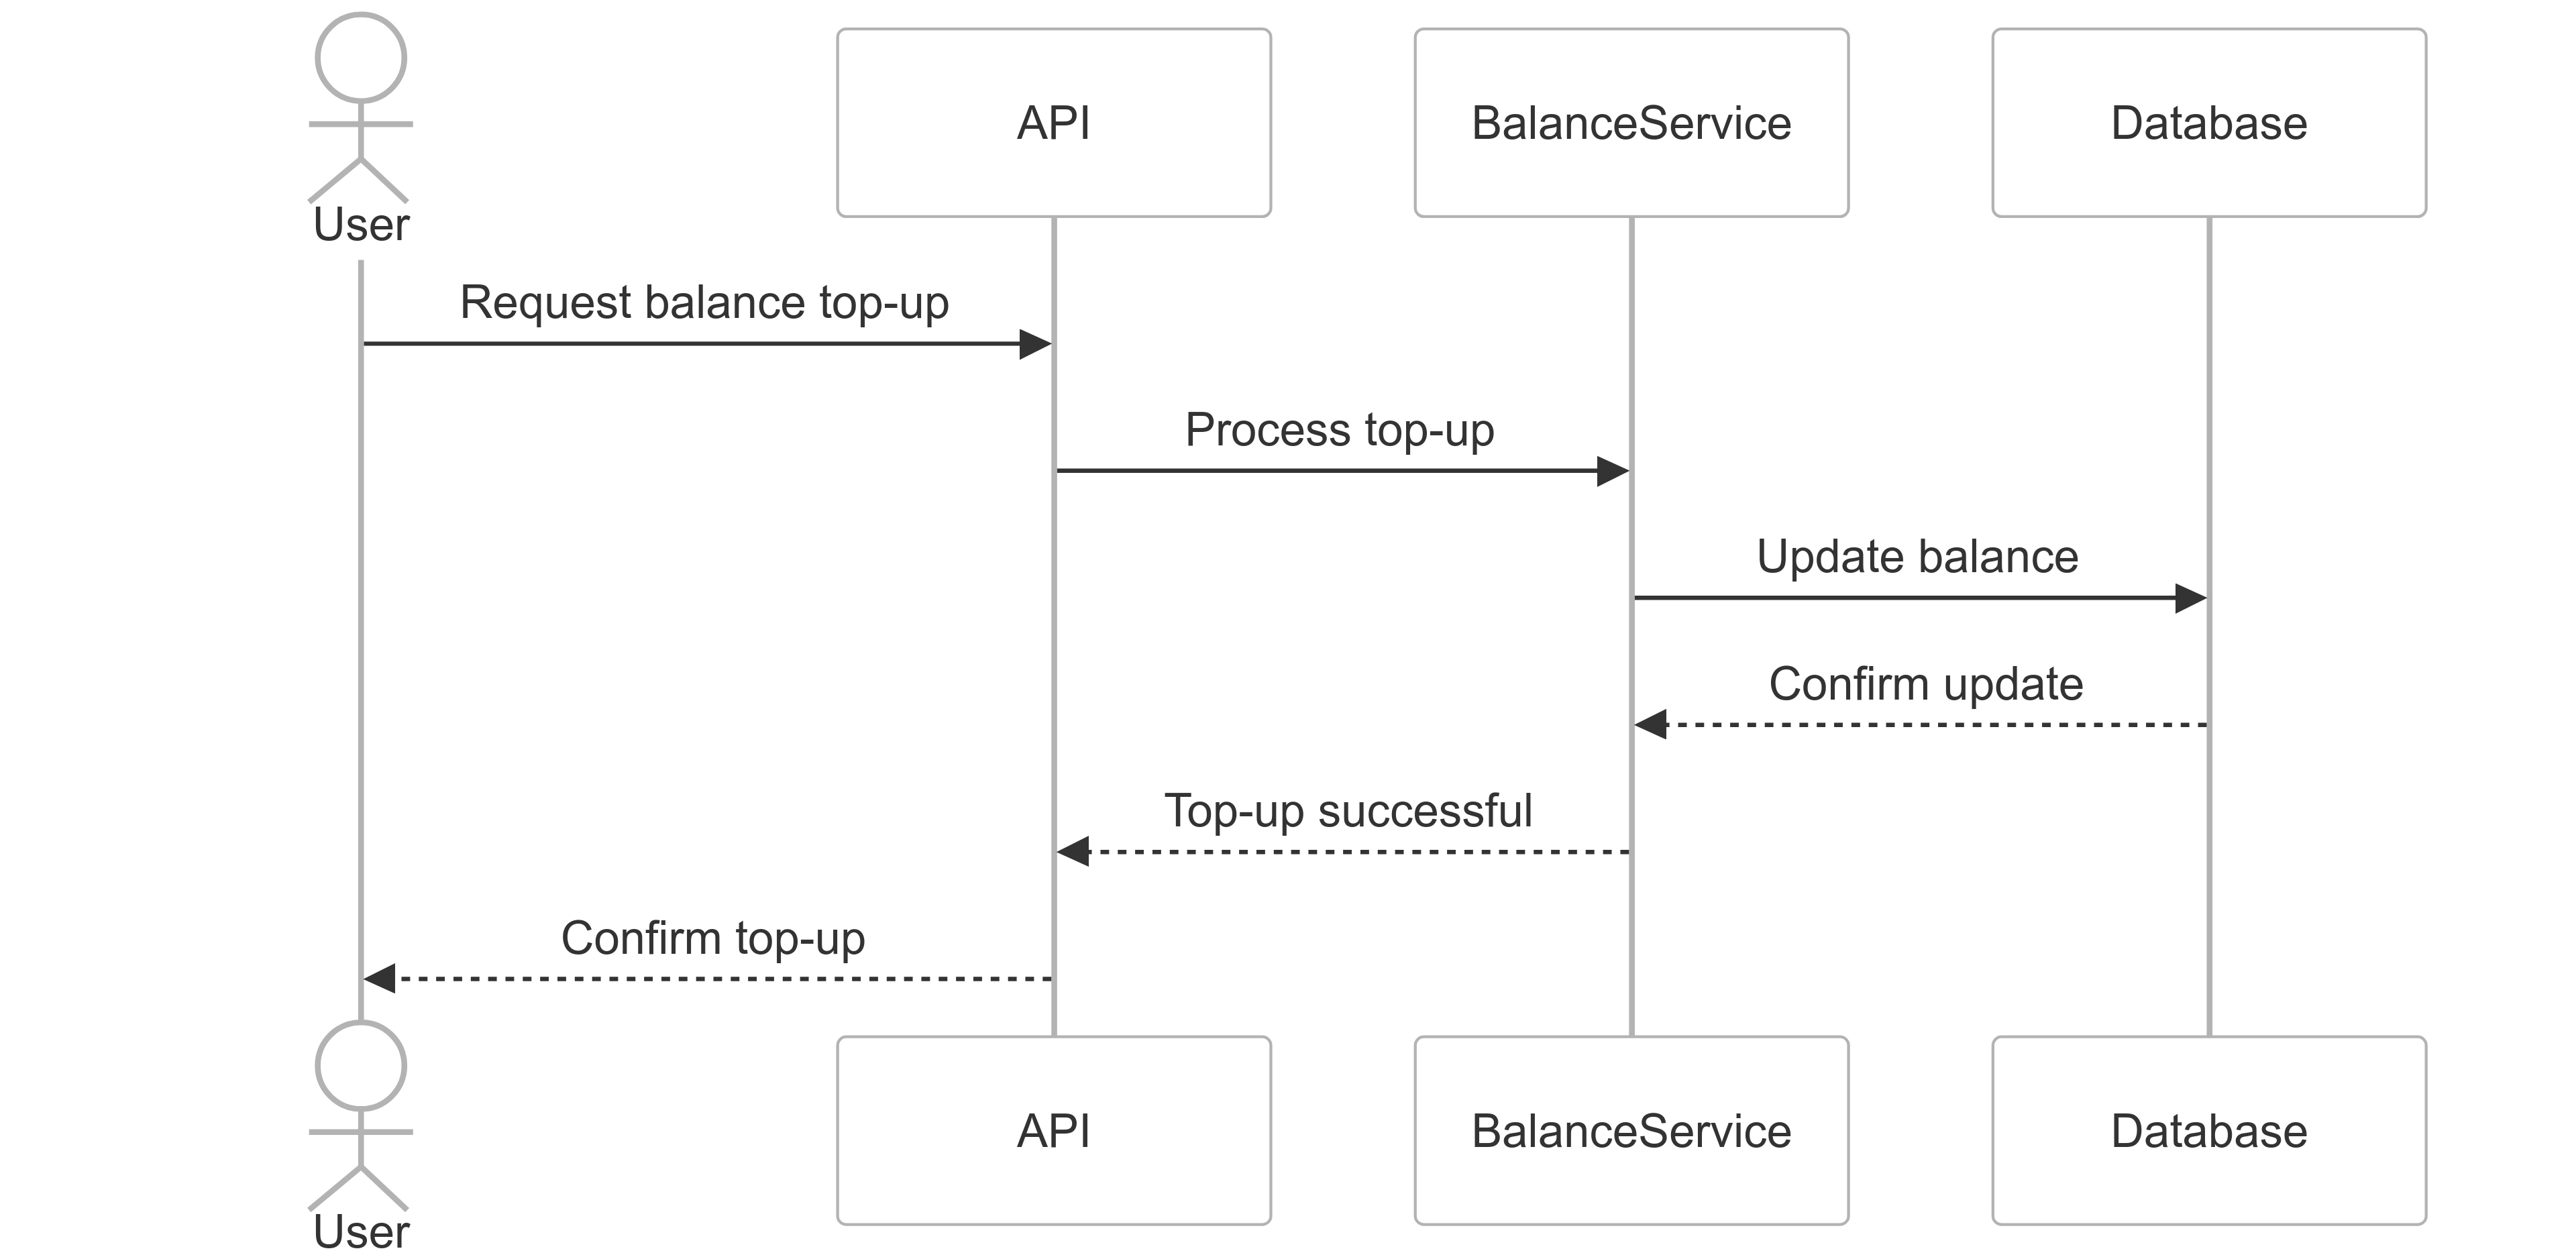 User
API
BalanceService
Database
Request balance top-up
Process top-up
Update balance
Confirm update
Top-up successful
Confirm top-up
User
API
BalanceService
Database